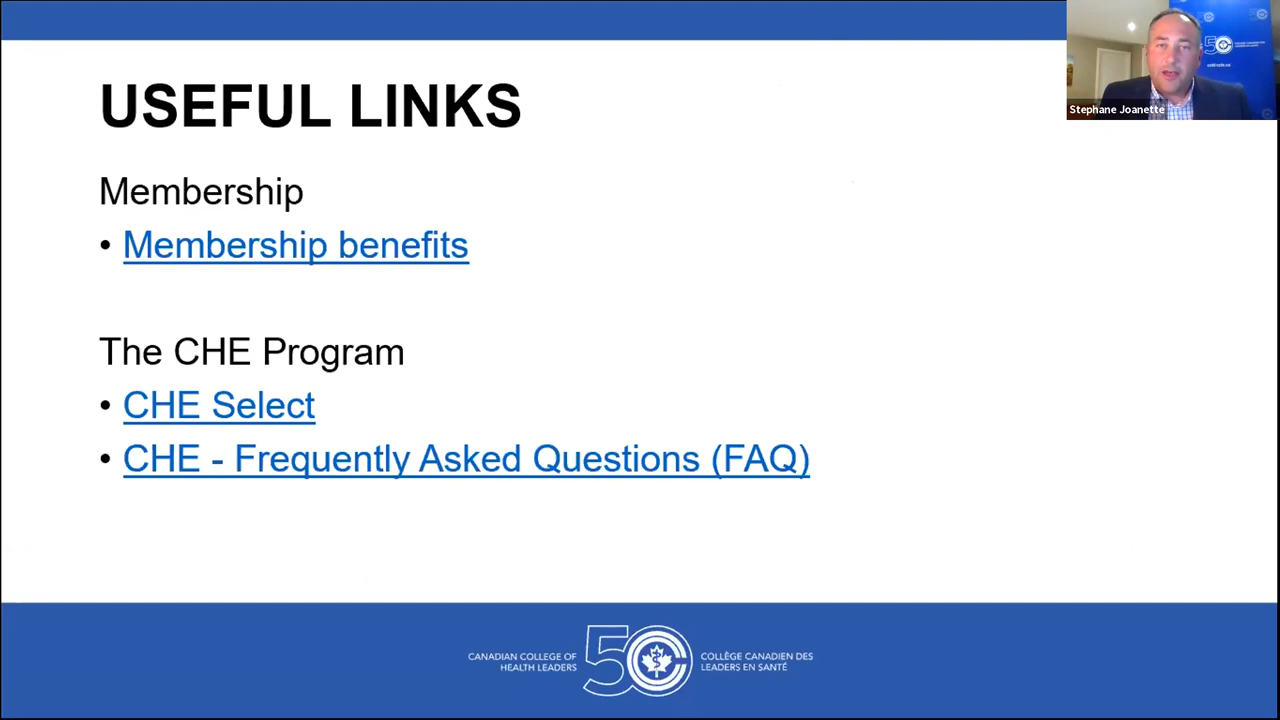 USEFUL LINKS
Membership
• Membership benefits
The CHE Program
• CHE Select
• CHE - Frequently Asked Questions (FAQ)
Stephane Joanette
CANADIAN COLLEGE OF
HEALTH LEADERS
50
COLLÈGE CANADIEN DES
LEADERS EN SANTÉ